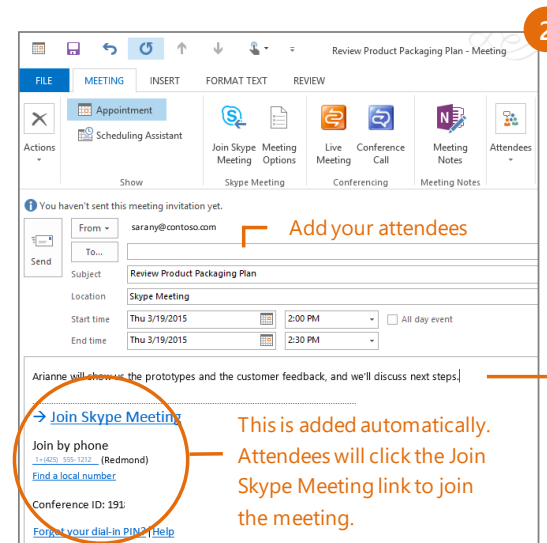 2
Review Product Packaging Plan - Meeting
FILE MEETING INSERT FORMAT TEXT REVIEW
Actions
Appointment
Scheduling Assistant
Show
Join Skype Meeting
Meeting Options
Skype Meeting
Live Meeting
Conference Call
Conferencing
Meeting Notes
Meeting Notes
Attendees
You haven't sent this meeting invitation yet.
Send
From sarany@contoso.com
Add your attendees
To...
Subject Review Product Packaging Plan
Location Skype Meeting
Start time Thu 3/19/2015 2:00 PM All day event
End time Thu 3/19/2015 2:30 PM
Arianne will show us the prototypes and the customer feedback, and we'll discuss next steps.
→ Join Skype Meeting
Join by phone
1+(425) 555-1212 (Redmond)
Find a local number
Conference ID: 191
Forgot your dial-in PIN? | Help
This is added automatically.
Attendees will click the Join
Skype Meeting link to join
the meeting.